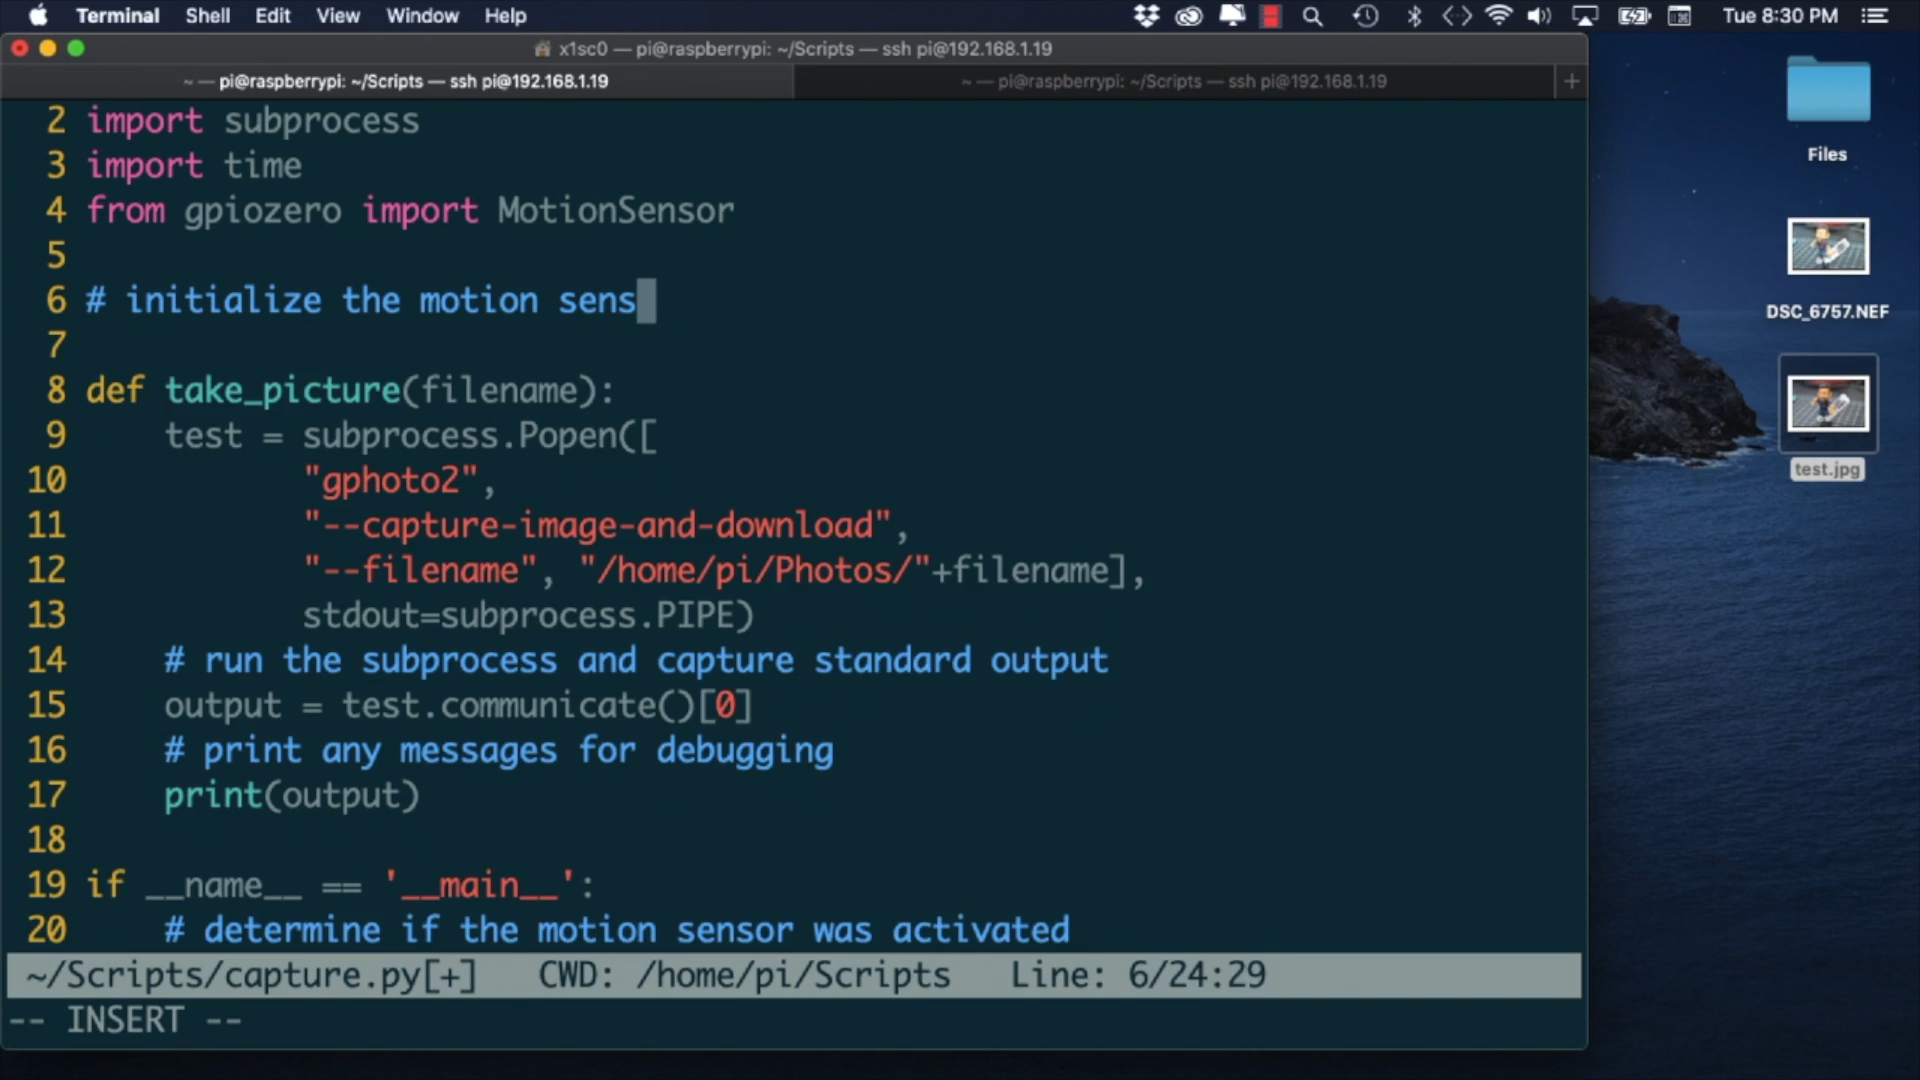 Terminal Shell Edit View Window Help Tue 8:30 PM
x1sc0 — pi@raspberrypi: ~/Scripts — ssh pi@192.168.1.19
~ — pi@raspberrypi: ~/Scripts — ssh pi@192.168.1.19 ~ — pi@raspberrypi: ~/Scripts — ssh pi@192.168.1.19 +
2 import subprocess
3 import time
4 from gpiozero import MotionSensor
5
6 # initialize the motion sens
7
8 def take_picture(filename):
9 test = subprocess.Popen([
10 "gphoto2",
11 "--capture-image-and-download",
12 "--filename", "/home/pi/Photos/"+filename],
13 stdout=subprocess.PIPE)
14 # run the subprocess and capture standard output
15 output = test.communicate()[0]
16 # print any messages for debugging
17 print(output)
18
19 if __name__ == '__main__':
20 # determine if the motion sensor was activated
~/Scripts/capture.py[+] CWD: /home/pi/Scripts Line: 6/24:29
-- INSERT --
Files
DSC_6757.NEF
test.jpg